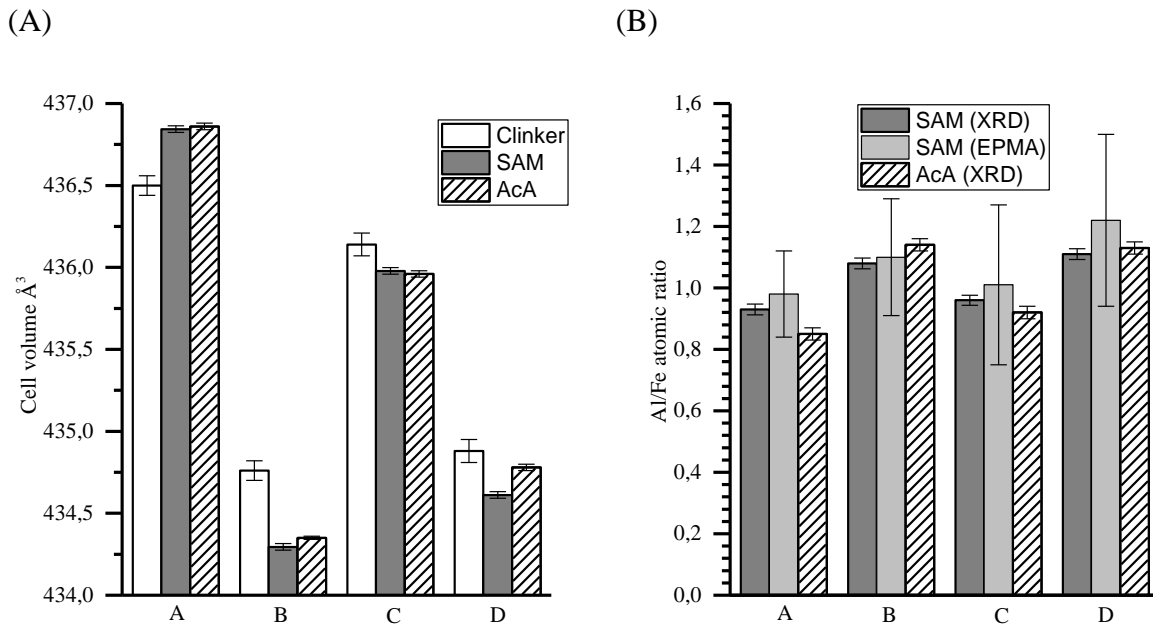 (A)
(B)
437,0
436,5
436,0
435,5
435,0
434,5
434,0
Cell volume Å³
Clinker
SAM
AcA
A
B
C
D
1,6
1,4
1,2
1,0
0,8
0,6
0,4
0,2
0,0
Al/Fe atomic ratio
SAM (XRD)
SAM (EPMA)
AcA (XRD)
A
B
C
D